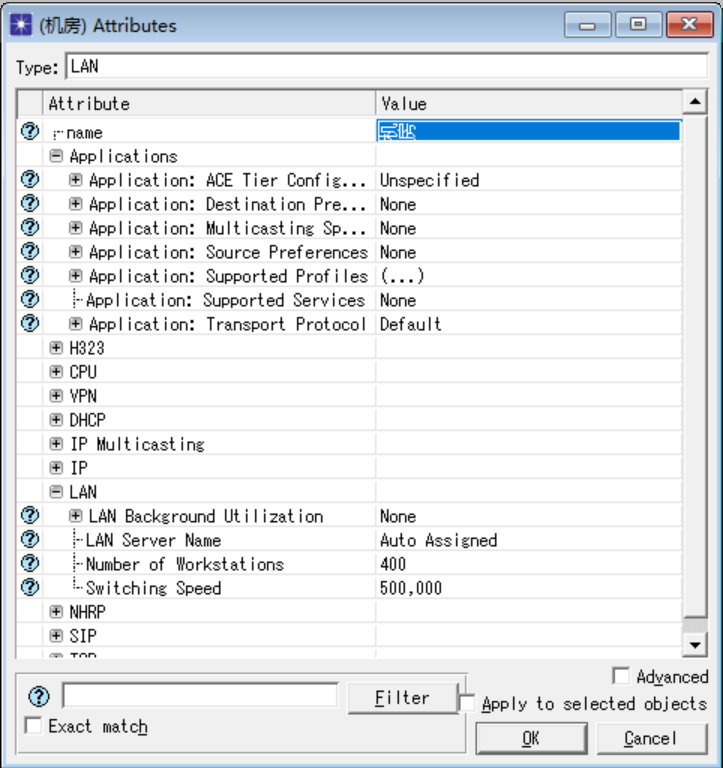 (机房) Attributes
Type: LAN
Attribute Value
name
Applications
Application: ACE Tier Config... Unspecified
Application: Destination Pre... None
Application: Multicasting Sp... None
Application: Source Preferences None
Application: Supported Profiles (...)
Application: Supported Services None
Application: Transport Protocol Default
H323
CPU
VPN
DHCP
IP Multicasting
IP
LAN
LAN Background Utilization None
LAN Server Name Auto Assigned
Number of Workstations 400
Switching Speed 500,000
NHRP
SIP
Advanced
Filter
Apply to selected objects
Exact match
OK Cancel